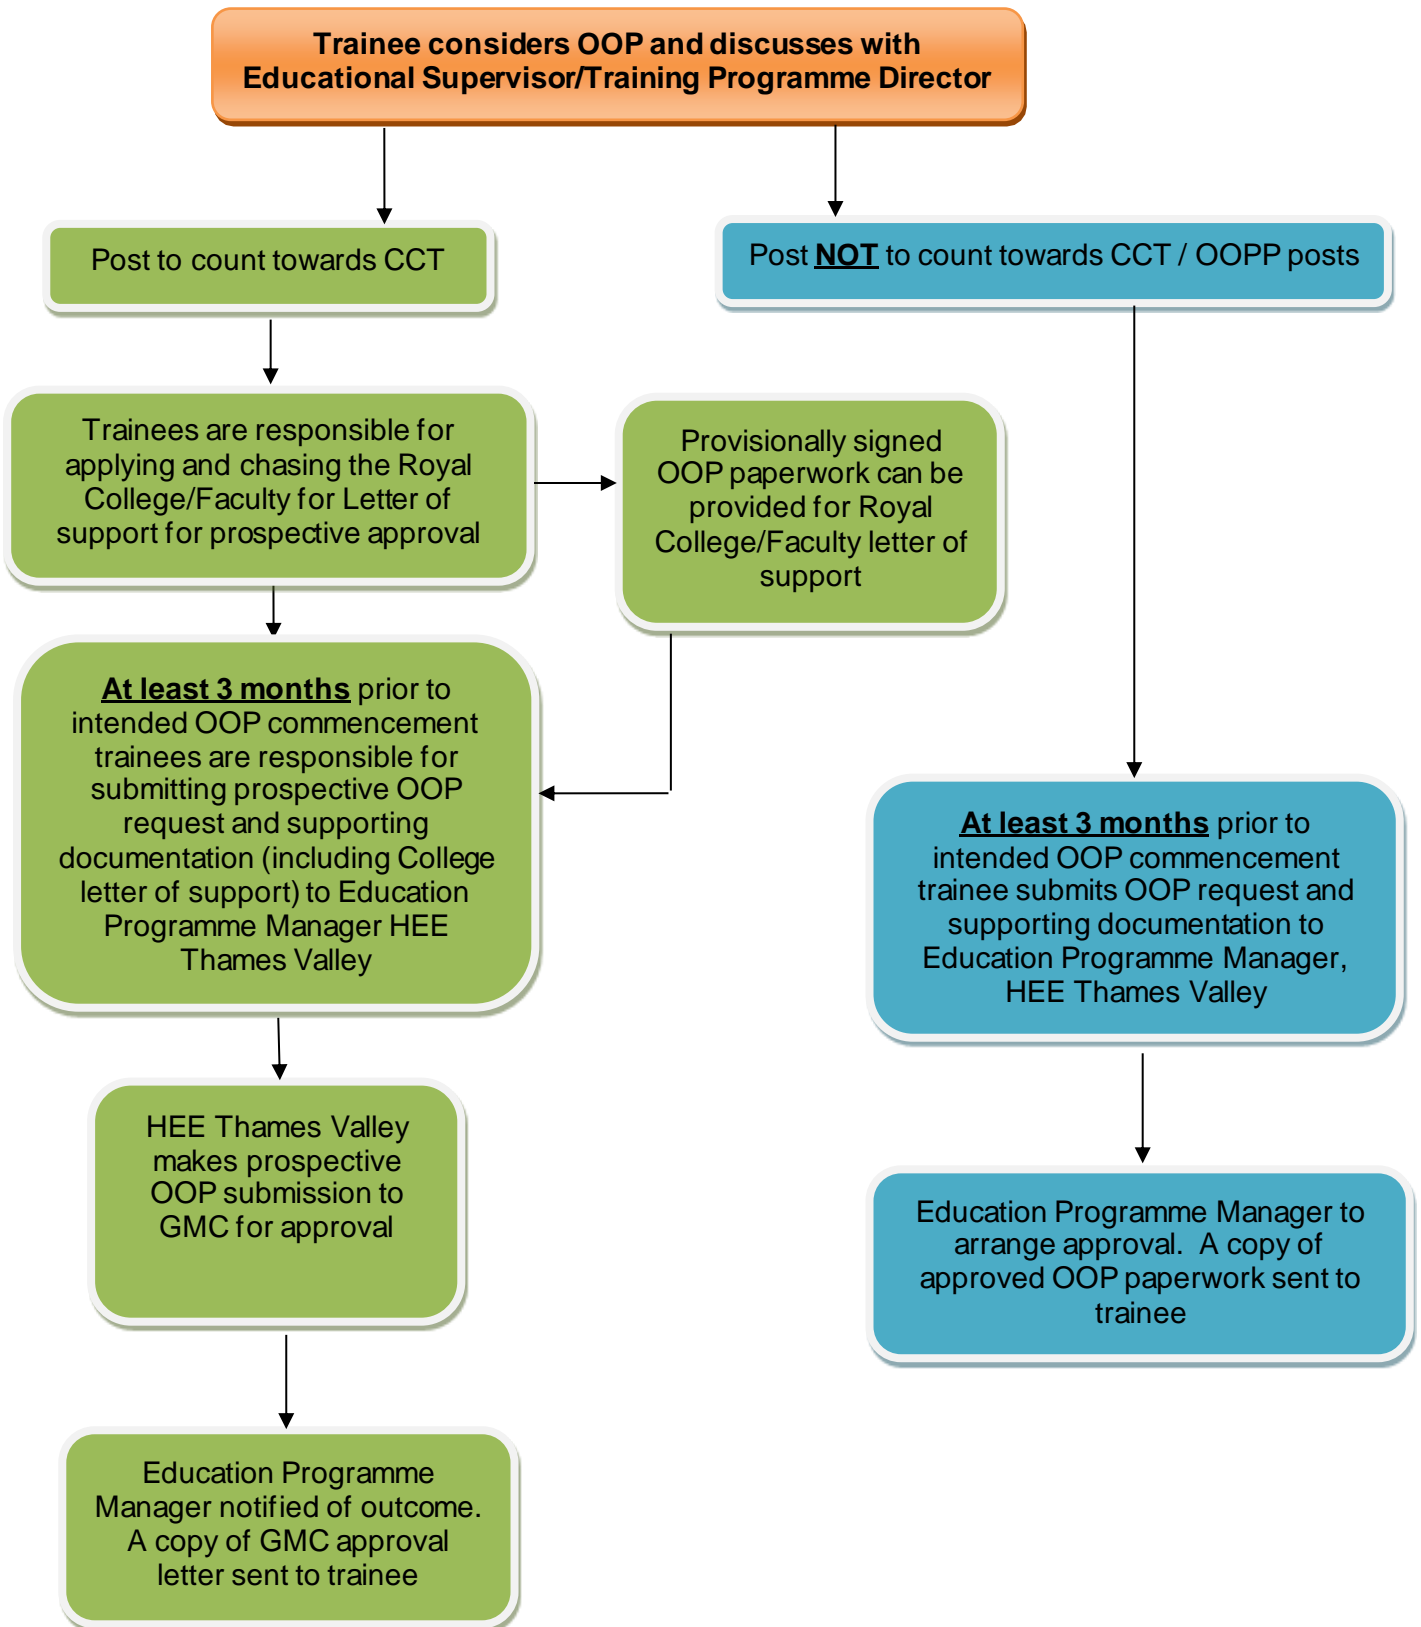 Trainee considers OOP and discusses with
Educational Supervisor/Training Programme Director
Post to count towards CCT
Post NOT to count towards CCT / OOPP posts
Trainees are responsible for
applying and chasing the Royal
College/Faculty for Letter of
support for prospective approval
Provisionally signed
OOP paperwork can be
provided for Royal
College/Faculty letter of
support
At least 3 months prior to
intended OOP commencement
trainees are responsible for
submitting prospective OOP
request and supporting
documentation (including College
letter of support) to Education
Programme Manager HEE
Thames Valley
At least 3 months prior to
intended OOP commencement
trainee submits OOP request and
supporting documentation to
Education Programme Manager,
HEE Thames Valley
HEE Thames Valley
makes prospective
OOP submission to
GMC for approval
Education Programme Manager to
arrange approval.  A copy of
approved OOP paperwork sent to
trainee
Education Programme
Manager notified of outcome.
A copy of GMC approval
letter sent to trainee